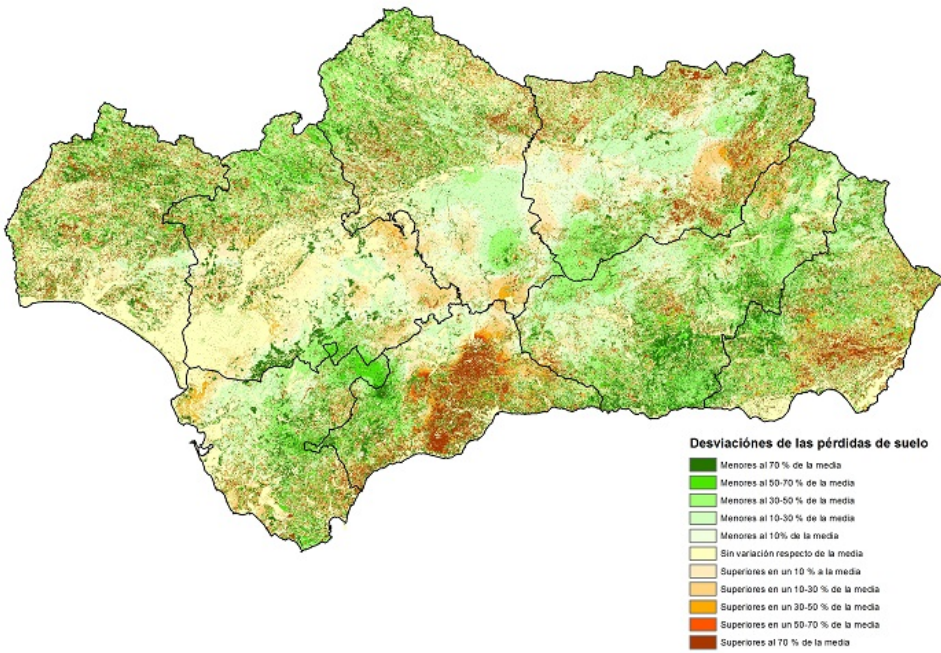 Desviaciónes de las pérdidas de suelo
Menores al 70 % de la media
Menores al 50-70 % de la media
Menores al 30-50 % de la media
Menores al 10-30 % de la media
Menores al 10% de la media
Sin variación respecto de la media
Superiores en un 10 % a la media
Superiores en un 10-30 % de la media
Superiores en un 30-50 % de la media
Superiores en un 50-70 % de la media
Superiores al 70 % de la media